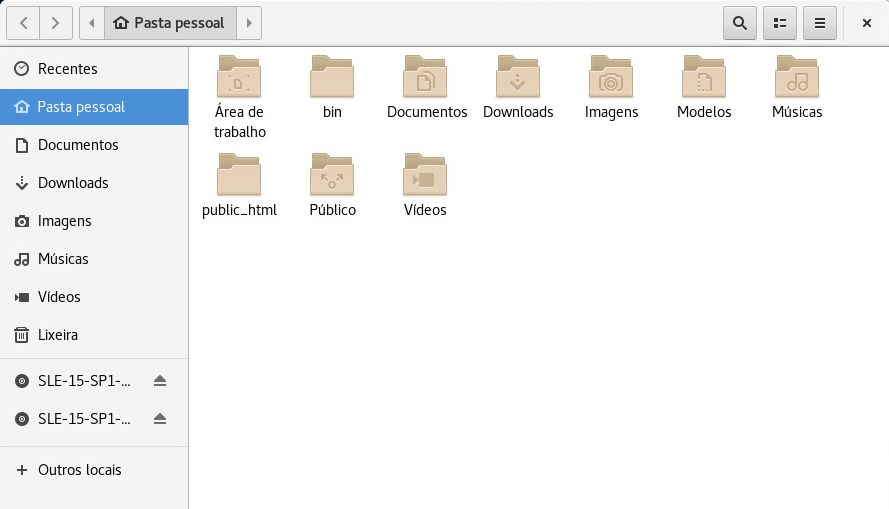 Pasta pessoal
Recentes
Pasta pessoal
Documentos
Downloads
Imagens
Músicas
Vídeos
Lixeira
SLE-15-SP1-...
SLE-15-SP1-...
Outros locais
Área de
trabalho
bin
Documentos
Downloads
Imagens
Modelos
Músicas
public_html
Público
Vídeos